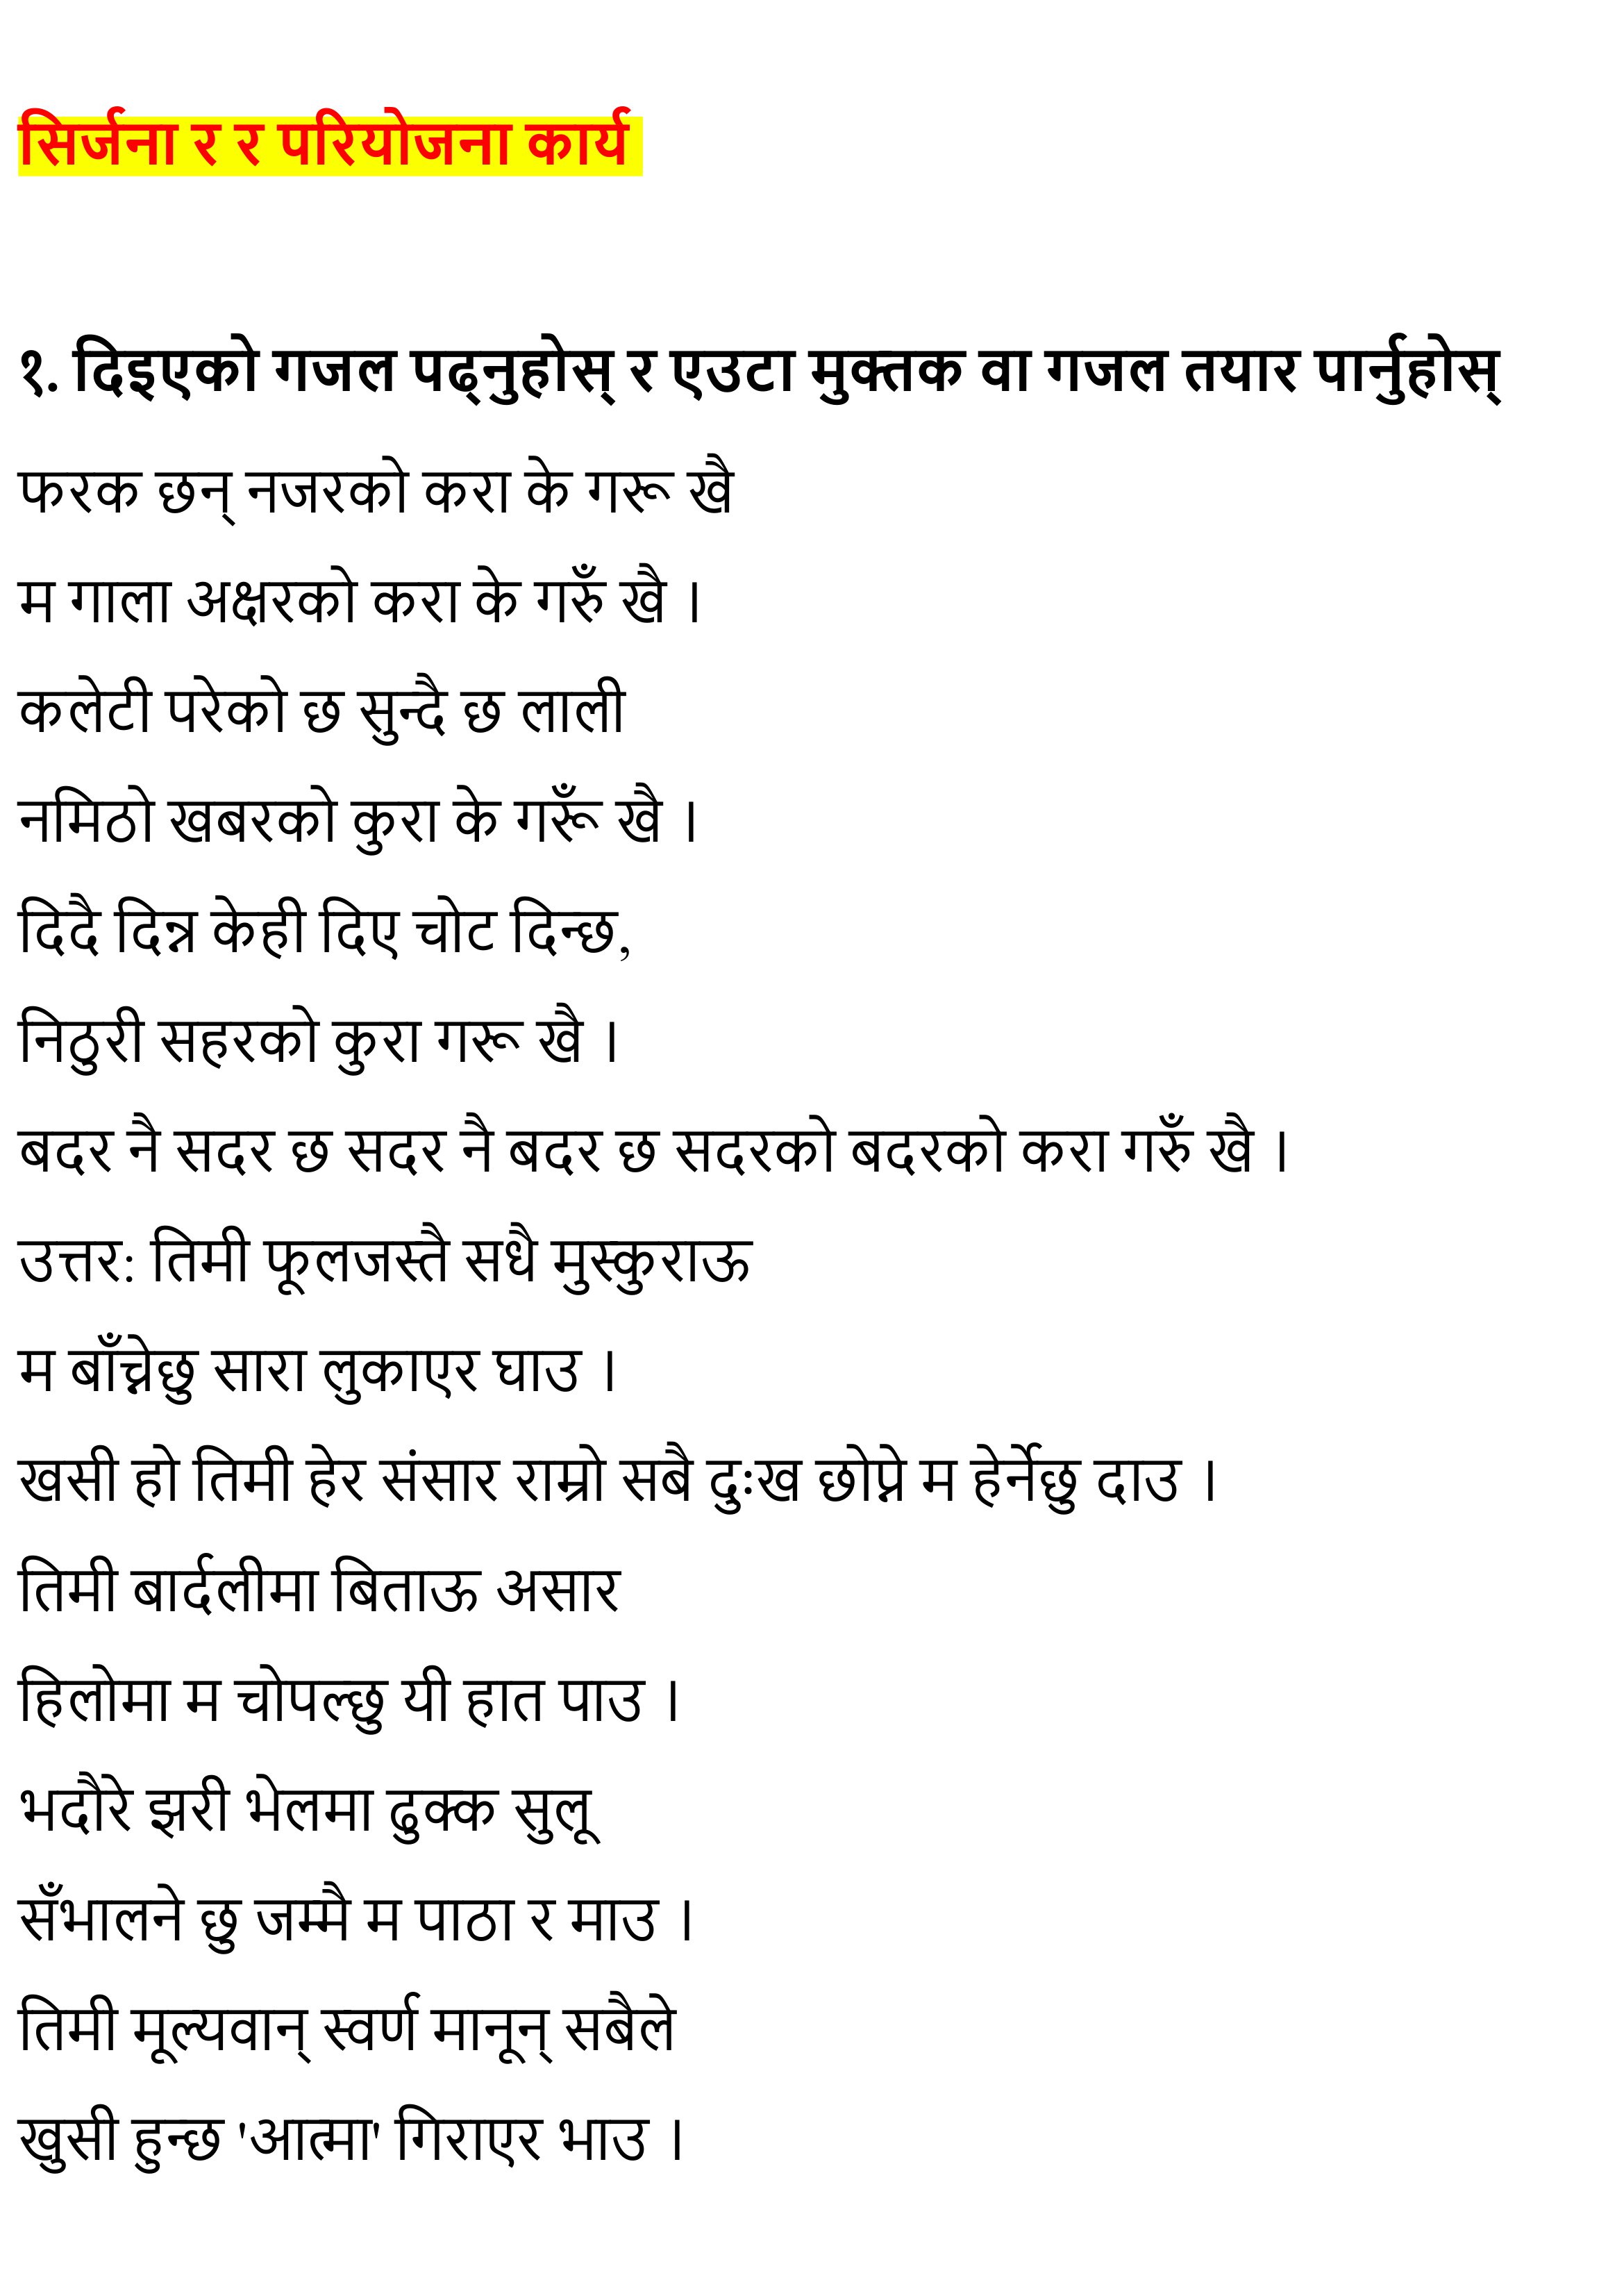 सिर्जना र र परियोजना कार्य
१. दिइएको गजल पढ्नुहोस् र एउटा मुक्तक वा गजल तयार पार्नुहोस्
फरक छन् नजरको करा के गरू खै
म गाला अक्षरको करा के गरुँ खै ।
कलेटी परेको छ सुन्दै छ लाली
नमिठो खबरको कुरा के गरूँ खै ।
दिदै दिन्न केही दिए चोट दिन्छ,
निठुरी सहरको कुरा गरू खै ।
बदर नै सदर छ सदर नै बदर छ सदरको बदरको करा गरुँ खै ।
उत्तर: तिमी फूलजस्तै सधै मुस्कुराऊ
म बाँच्नेछु सारा लुकाएर घाउ ।
खसी हो तिमी हेर संसार राम्रो सबै दुःख छोप्ने म हेर्नेछु दाउ ।
तिमी बार्दलीमा बिताऊ असार
हिलोमा म चोपल्छु यी हात पाउ ।
भदौरे झरी भेलमा ढुक्क सुलू
सँभालने छु जम्मै म पाठा र माउ ।
तिमी मूल्यवान् स्वर्ण मानून् सबैले
खुसी हुन्छ 'आत्मा' गिराएर भाउ ।